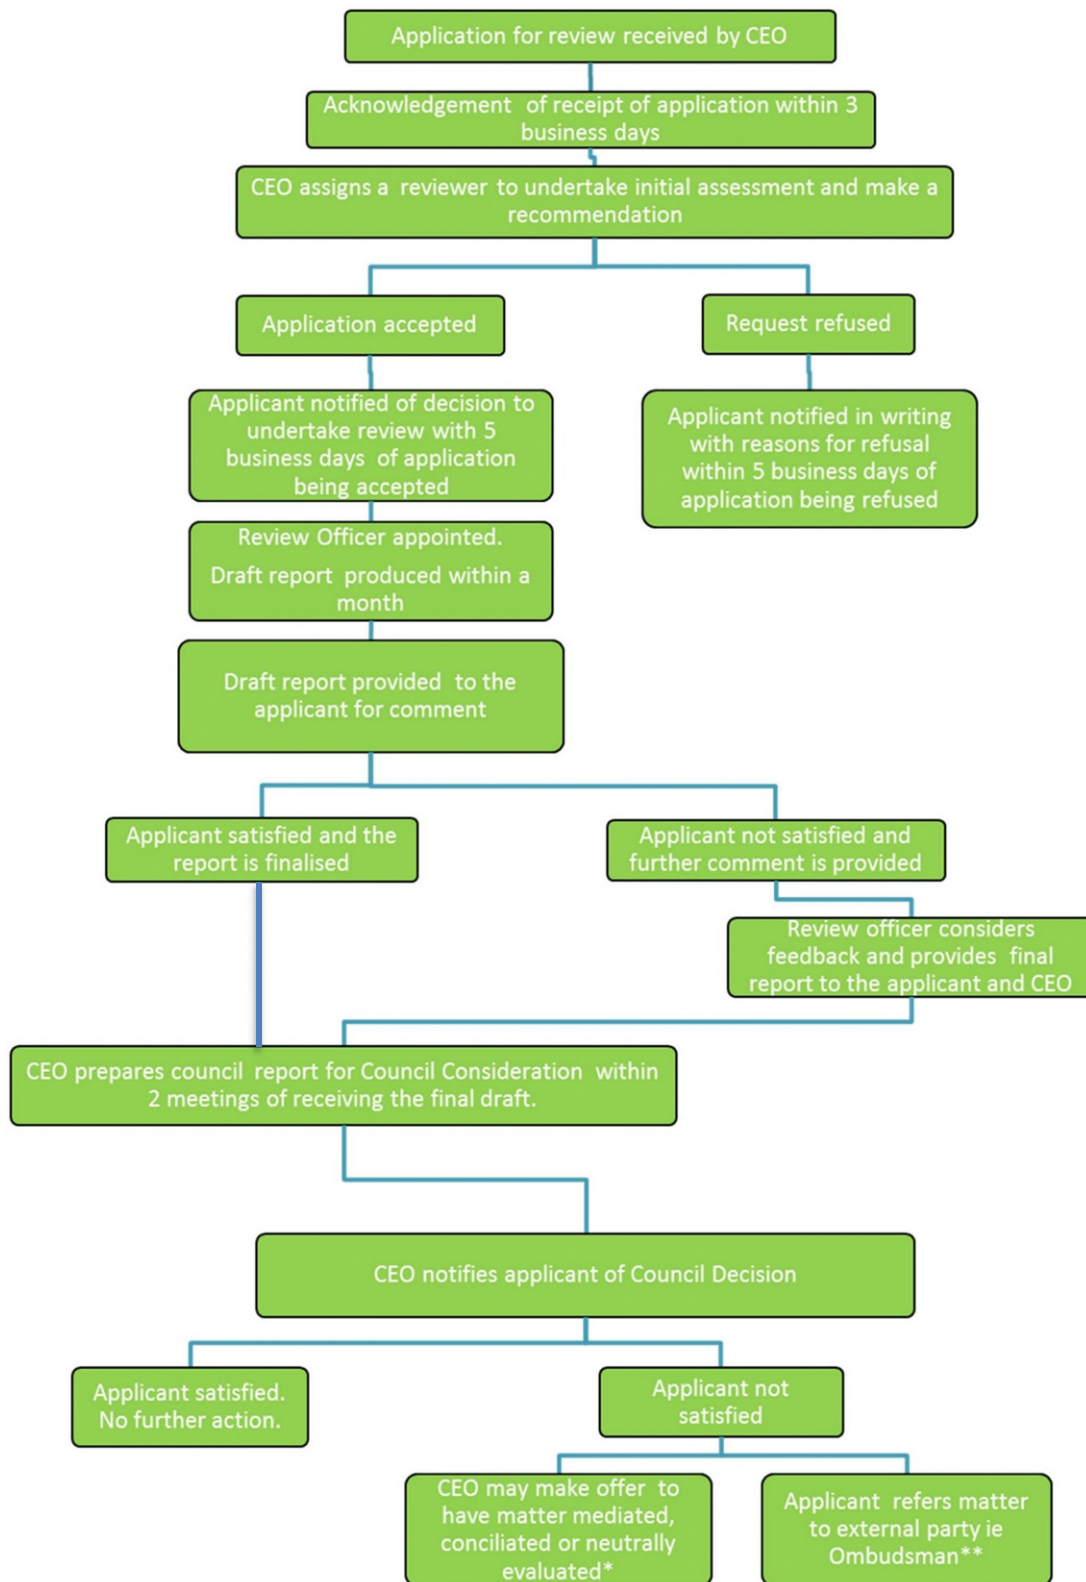 Application for review received by CEO
Acknowledgement of receipt of application within 3
business days
CEO assigns a reviewer to undertake initial assessment and make a
recommendation
Application accepted
Request refused
Applicant notified of decision to
undertake review with 5
business days of application
being accepted
Applicant notified in writing
with reasons for refusal
within 5 business days of
application being refused
Review Officer appointed.
Draft report produced within a
month
Draft report provided to the
applicant for comment
Applicant satisfied and the
report is finalised
Applicant not satisfied and
further comment is provided
Review officer considers
feedback and provides final
report to the applicant and CEO
CEO prepares council report for Council Consideration within
2 meetings of receiving the final draft.
CEO notifies applicant of Council Decision
Applicant satisfied.
No further action.
Applicant not
satisfied
CEO may make offer to
have matter mediated,
conciliated or neutrally
evaluated*
Applicant refers matter
to external party ie
Ombudsman**